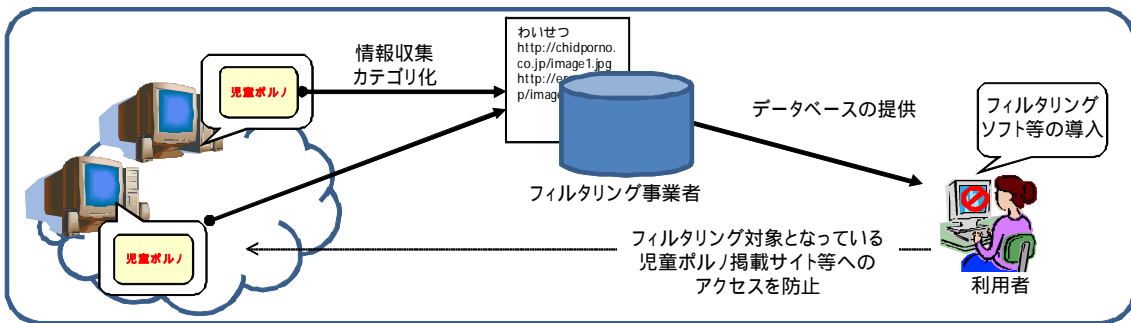 わいせつ
http://chidporno.
co.jp/image1.jpg
http://er
p/image
情報収集
カテゴリ化
児童ポルノ
児童ポルノ
データベースの提供
フィルタリング
ソフト等の導入
フィルタリング事業者
フィルタリング対象となっている
児童ポルノ掲載サイト等への
アクセスを防止
利用者